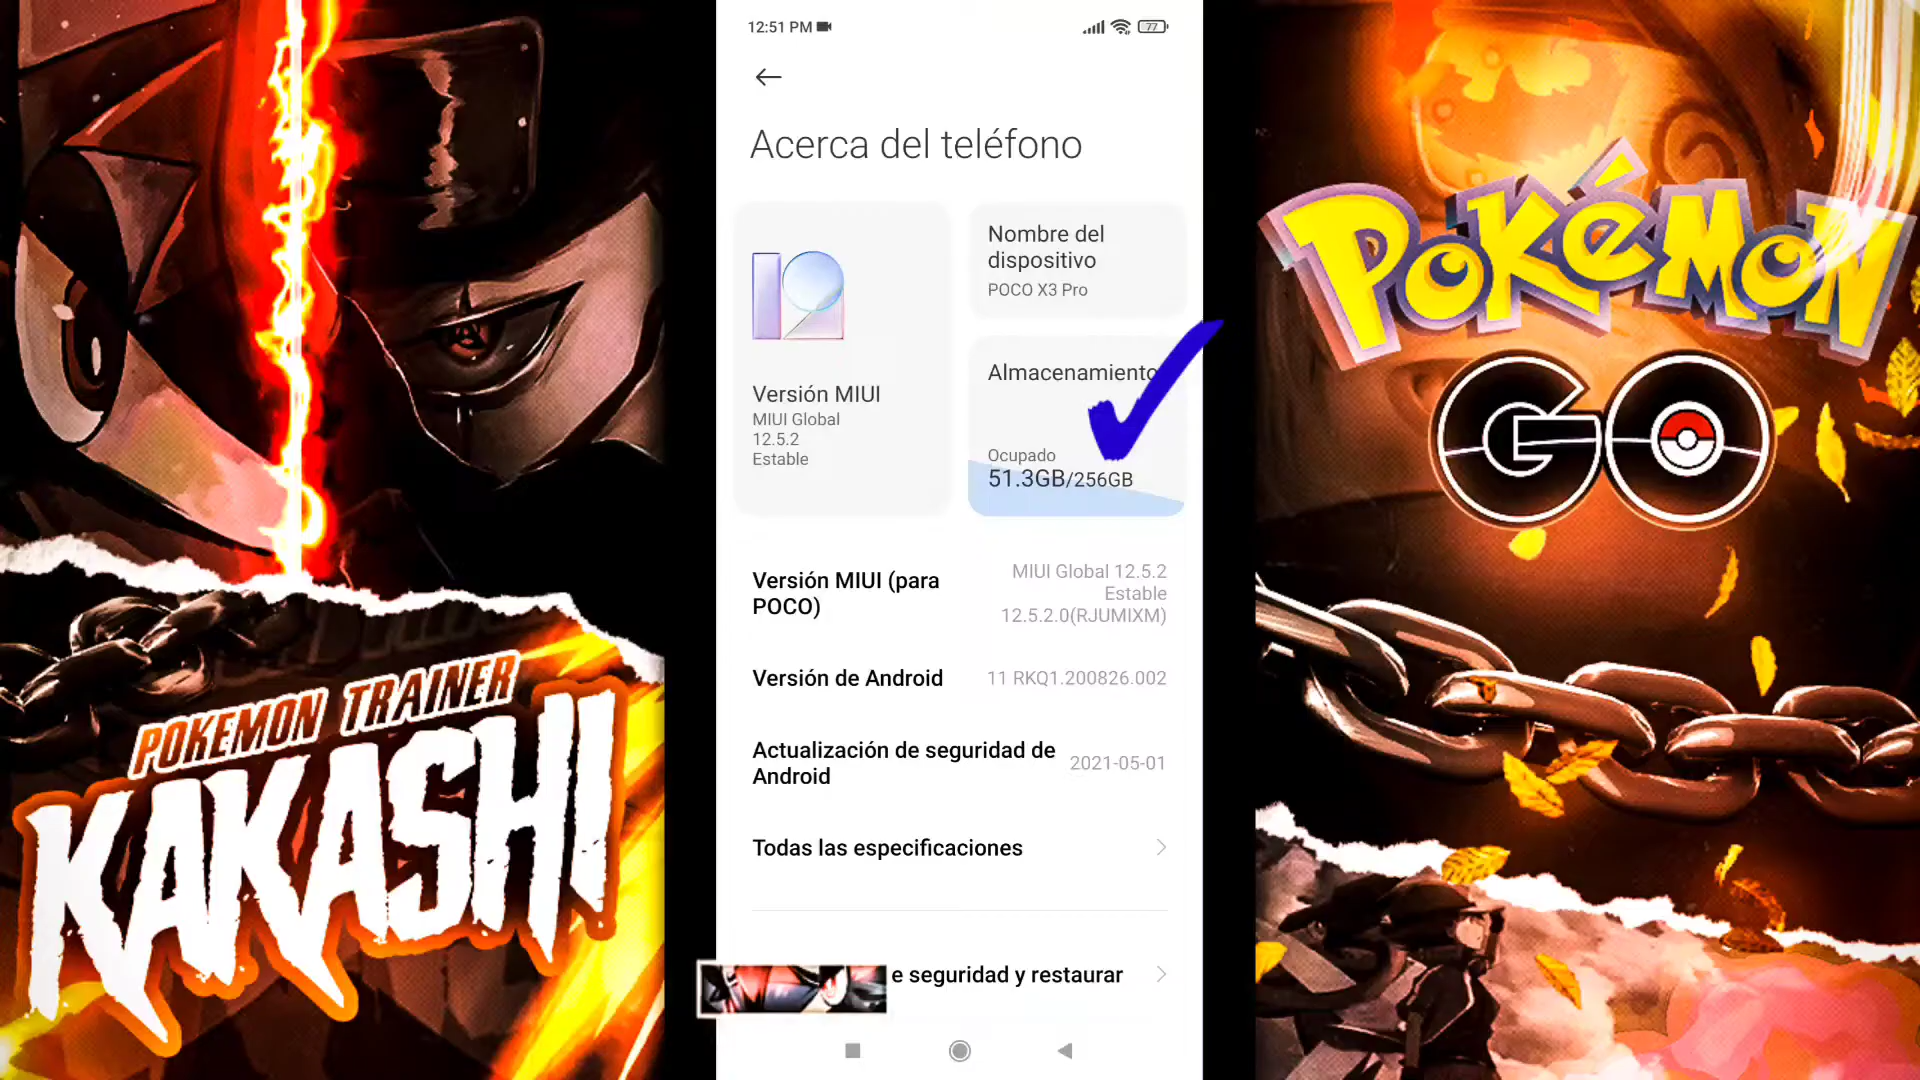 12:51 PM
77
Acerca del teléfono
Versión MIUI
MIUI Global
12.5.2
Estable
Nombre del
dispositivo
POCO X3 Pro
Almacenamiento
Ocupado
51.3GB/256GB
Versión MIUI (para
POCO)
MIUI Global 12.5.2
Estable
12.5.2.0(RJUMIXM)
Versión de Android
11 RKQ1.200826.002
Actualización de seguridad de
Android
2021-05-01
Todas las especificaciones
e seguridad y restaurar
POKEMON TRAINER
KAKASHI
POKéMON
GO